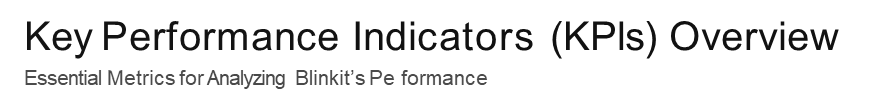 Key Performance Indicators (KPIs) Overview
Essential Metrics for Analyzing Blinkit’s Pe formance